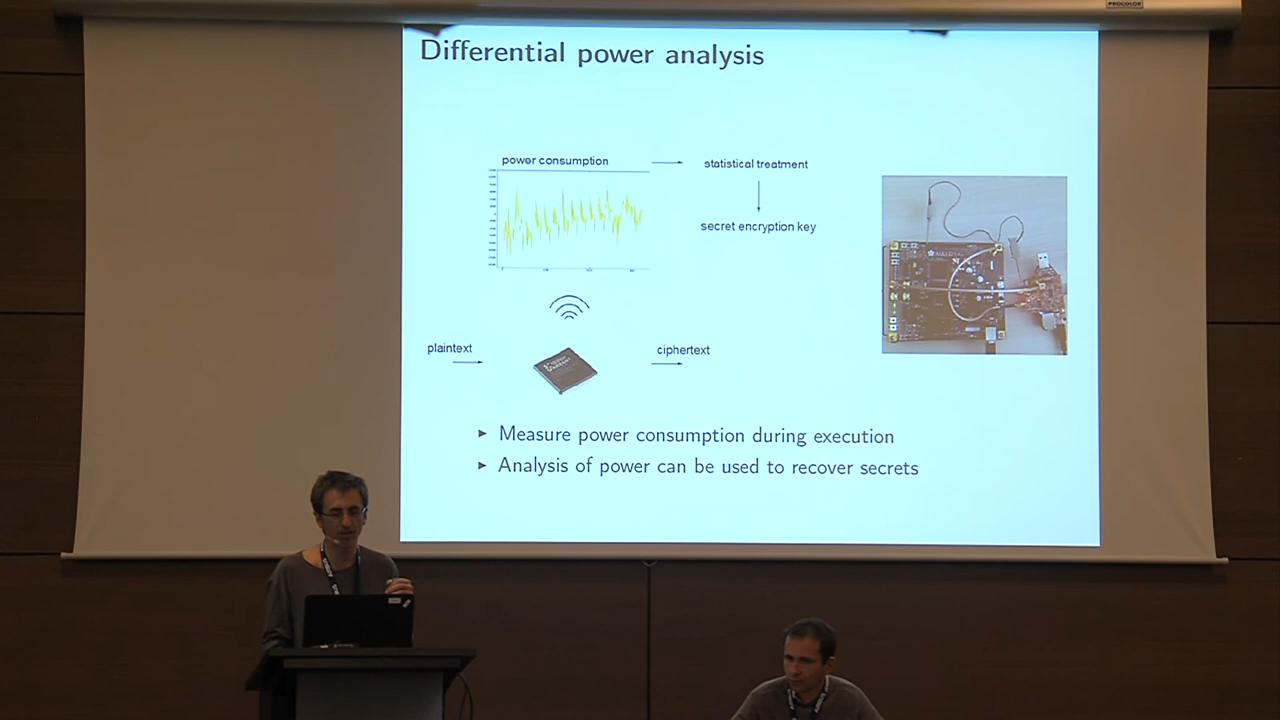 PROCOLOR
Differential power analysis
power consumption
statistical treatment
secret encryption key
plaintext
ciphertext
► Measure power consumption during execution
► Analysis of power can be used to recover secrets